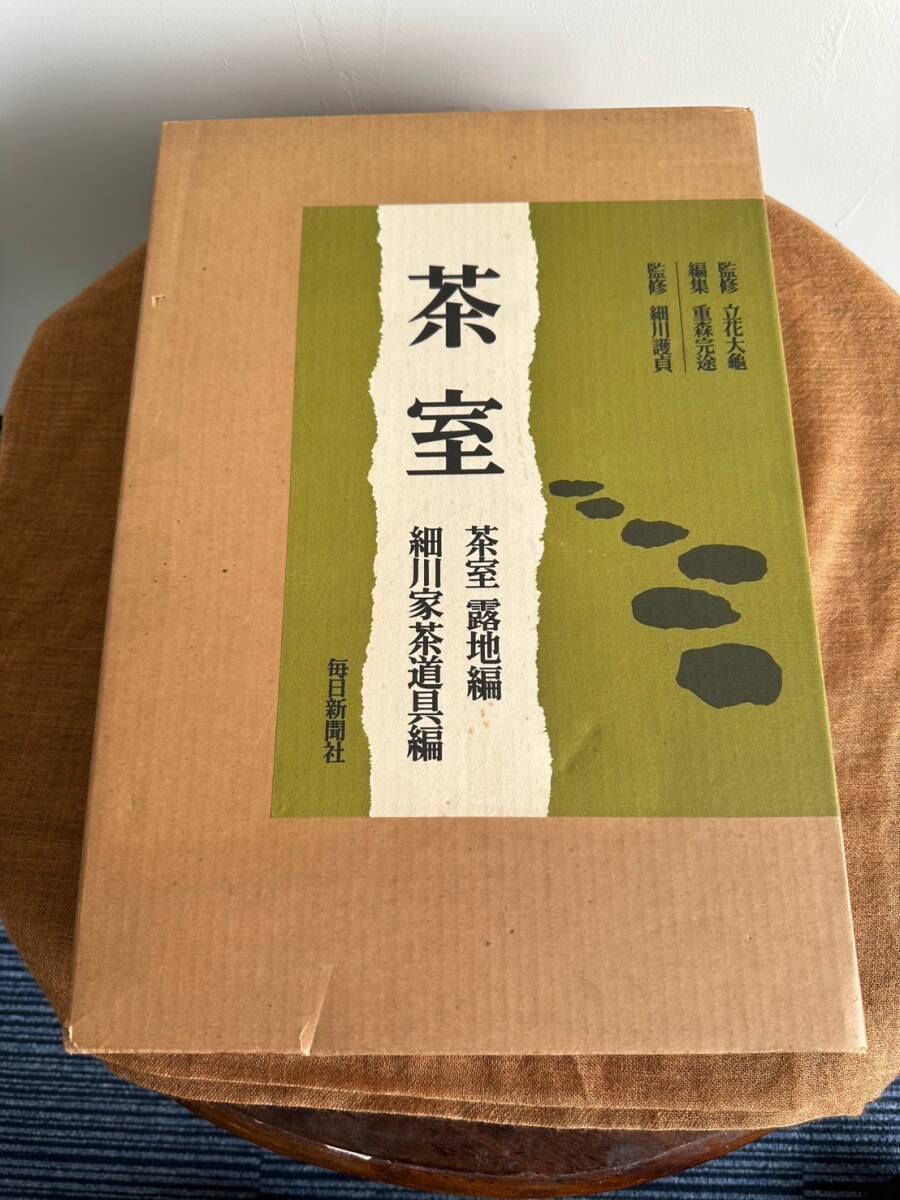 監修 立花大龜
編集 重森完途
監修 細川護貞
茶室
茶室 露地編
細川家茶道具編
毎日新聞社